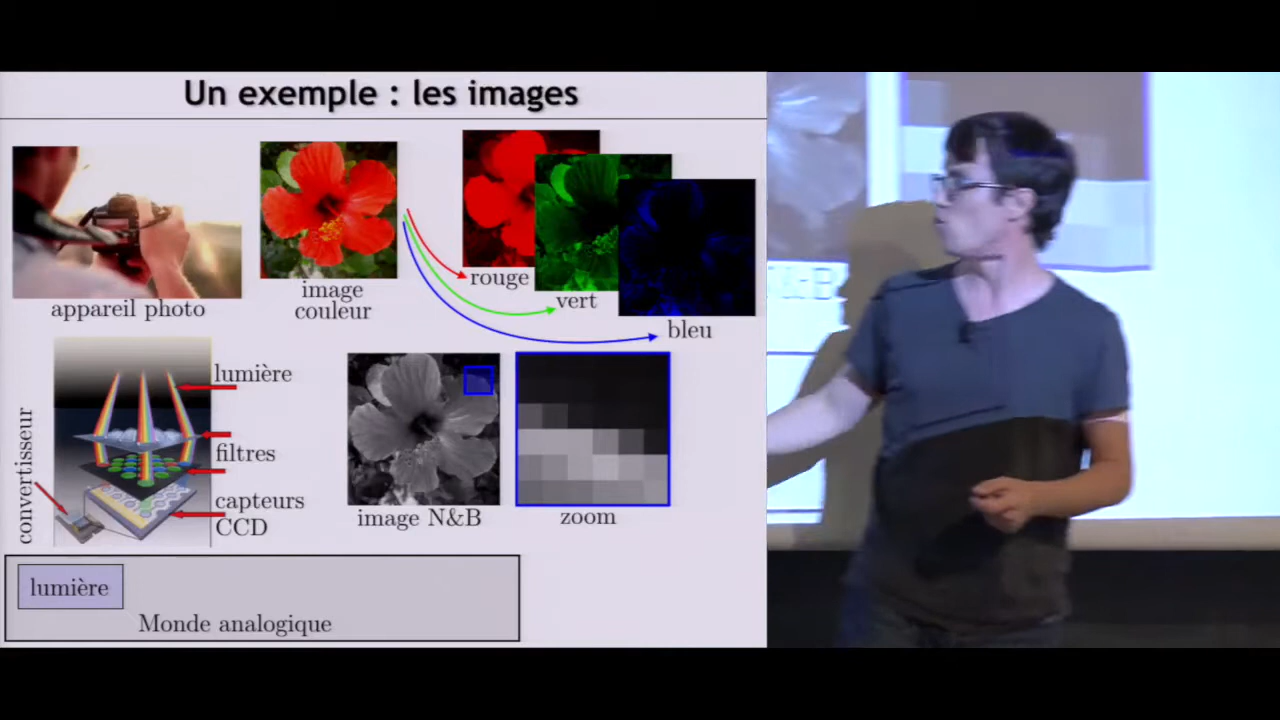 Un exemple : les images
appareil photo
image
couleur
rouge
vert
bleu
lumière
filtres
capteurs
CCD
convertisseur
image N&B
zoom
lumière
Monde analogique